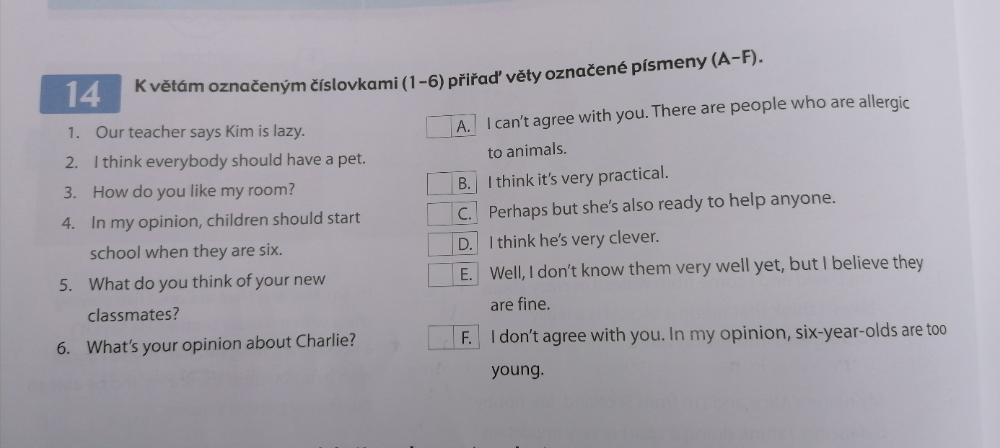 14 K větám označeným číslovkami (1–6) přiřaď věty označené písmeny (A–F).
1. Our teacher says Kim is lazy.
2. I think everybody should have a pet.
3. How do you like my room?
4. In my opinion, children should start
school when they are six.
5. What do you think of your new
classmates?
6. What's your opinion about Charlie?
A. I can't agree with you. There are people who are allergic
to animals.
B. I think it's very practical.
C. Perhaps but she's also ready to help anyone.
D. I think he's very clever.
E. Well, I don't know them very well yet, but I believe they
are fine.
F. I don't agree with you. In my opinion, six-year-olds are too
young.